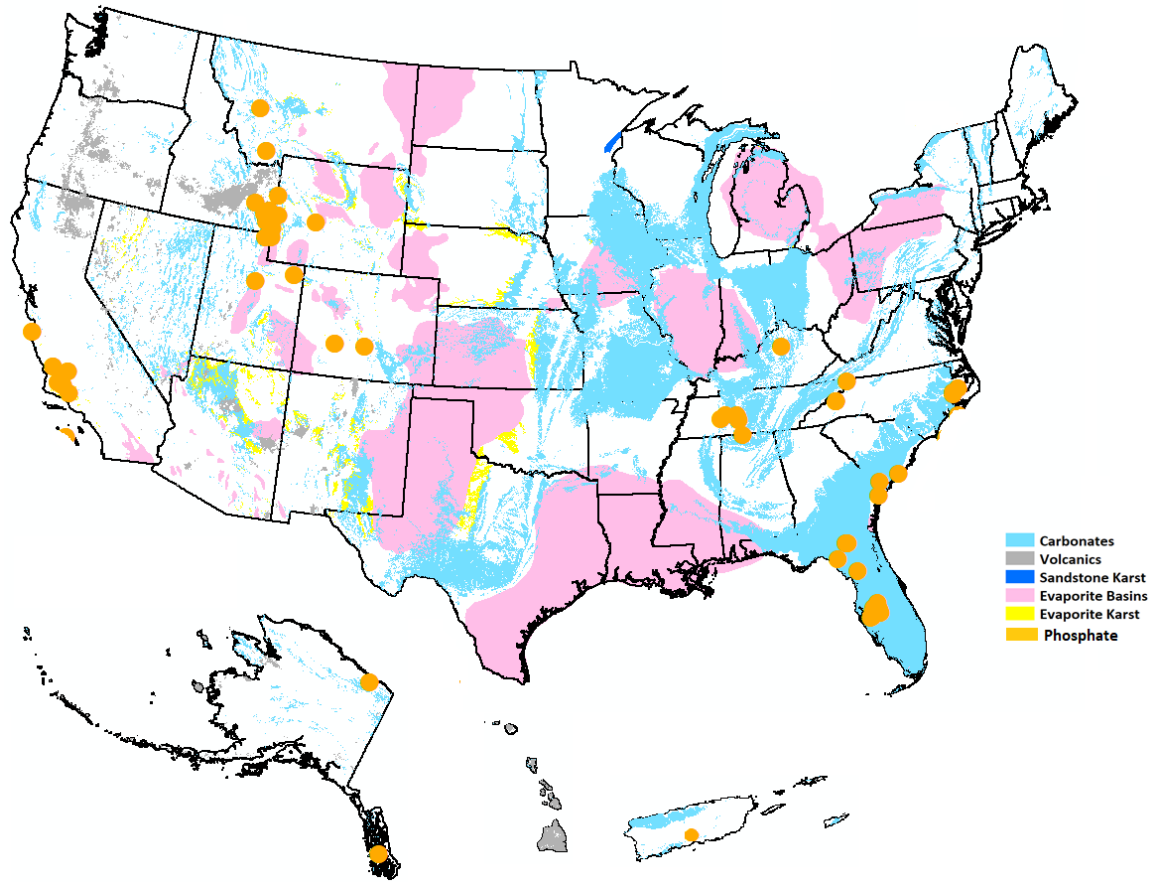 Carbonates
Volcanics
Sandstone Karst
Evaporite Basins
Evaporite Karst
Phosphate